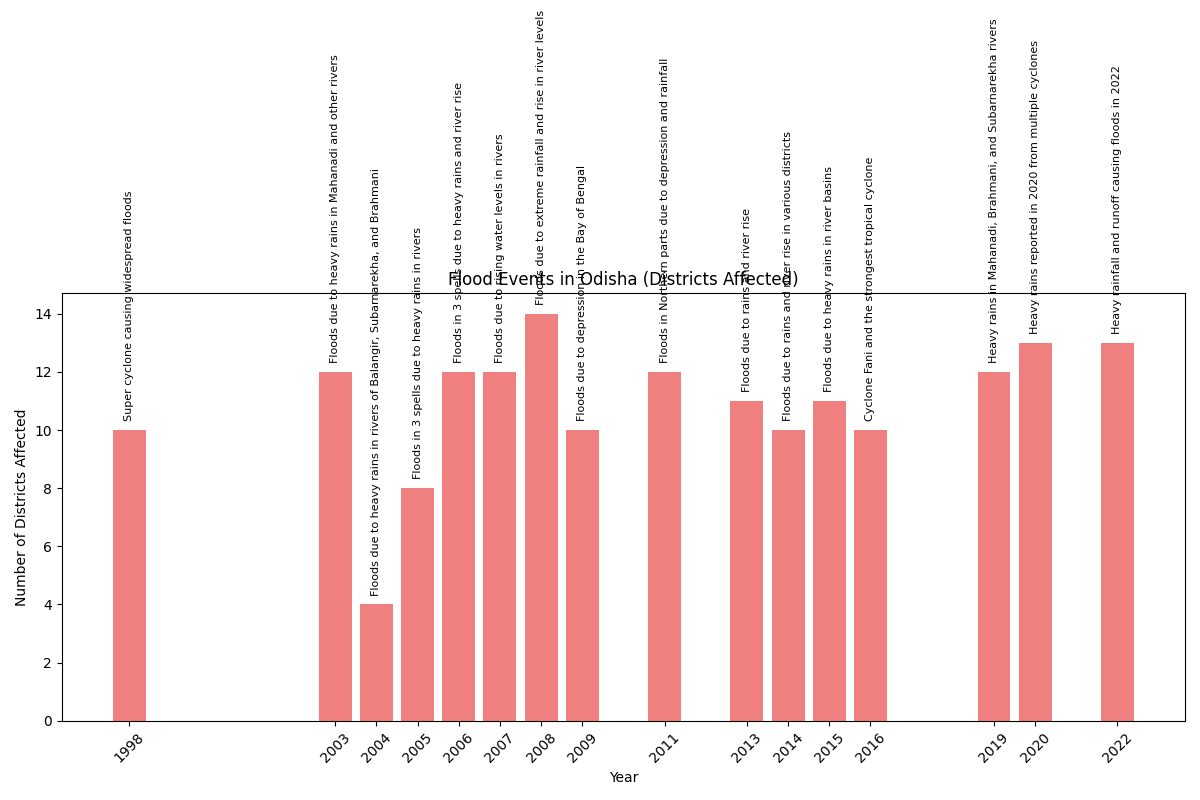 Super cyclone causing widespread floods
Floods due to heavy rains in Mahanadi and other rivers
Floods due to heavy rains in rivers of Balangir, Subarnarekha, and Brahmani
Floods in 3 spells due to heavy rains in rivers
Floods in 3 spells due to heavy rains and river rise
Floods due to rising water levels in rivers
Floods due to extreme rainfall and rise in river levels
Floods due to depression in the Bay of Bengal
Floods in Northern parts due to depression and rainfall
Floods due to rains and river rise
Floods due to rains and river rise in various districts
Floods due to heavy rains in river basins
Cyclone Fani and the strongest tropical cyclone
Heavy rains in Mahanadi, Brahmani, and Subarnarekha rivers
Heavy rains reported in 2020 from multiple cyclones
Heavy rainfall and runoff causing floods in 2022
Flood Events in Odisha (Districts Affected)
Number of Districts Affected
14
12
10
8
6
4
2
0
1998
2003
2004
2005
2006
2007
2008
2009
2011
2013
2014
2015
2016
2019
2020
2022
Year